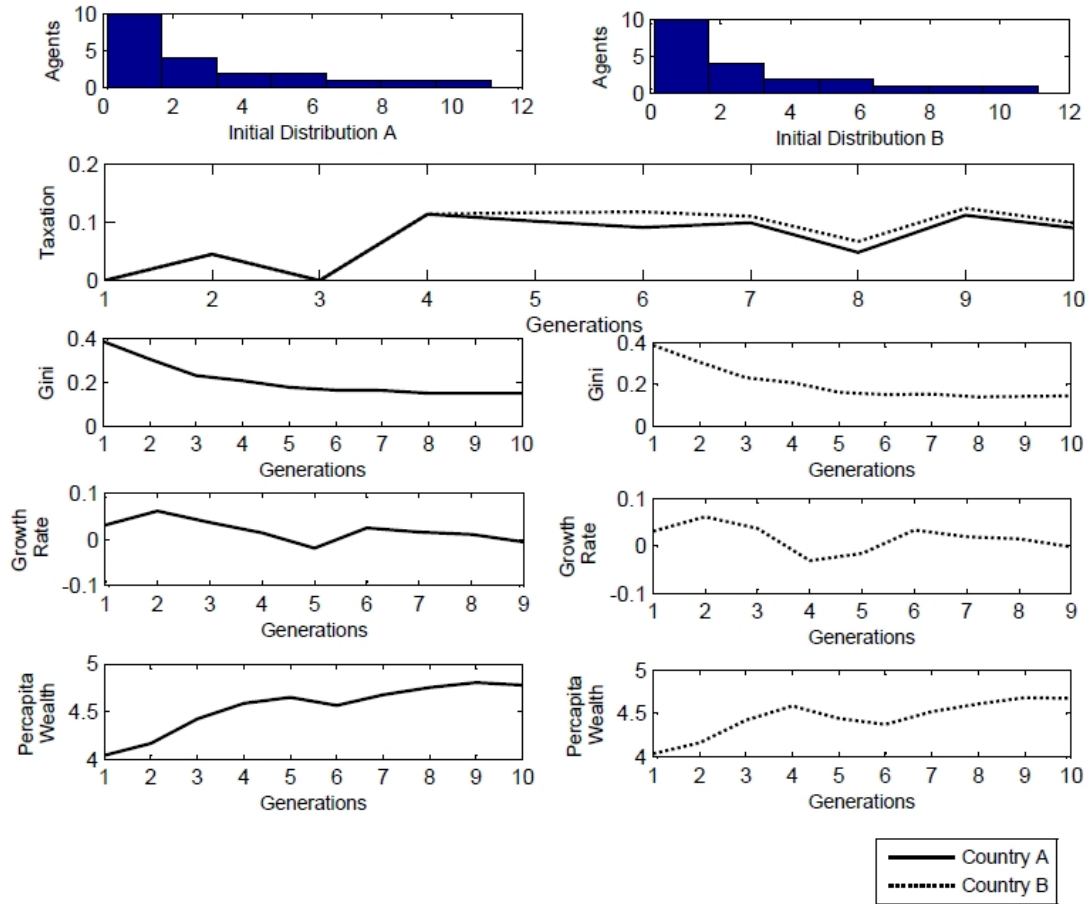 10
5
0
Agents
0 2 4 6 8 10 12
Initial Distribution A
10
5
0
Agents
0 2 4 6 8 10 12
Initial Distribution B
0.2
0.1
0
Taxation
1 2 3 4 5 6 7 8 9 10
Generations
0.4
0.2
0
Gini
1 2 3 4 5 6 7 8 9 10
Generations
0.4
0.2
0
Gini
1 2 3 4 5 6 7 8 9 10
Generations
0.1
0
-0.1
Growth
Rate
1 2 3 4 5 6 7 8 9
Generations
0.1
0
-0.1
Growth
Rate
1 2 3 4 5 6 7 8 9
Generations
5
4.5
4
Percapita
Wealth
1 2 3 4 5 6 7 8 9 10
Generations
5
4.5
4
Percapita
Wealth
1 2 3 4 5 6 7 8 9 10
Generations
Country A
Country B